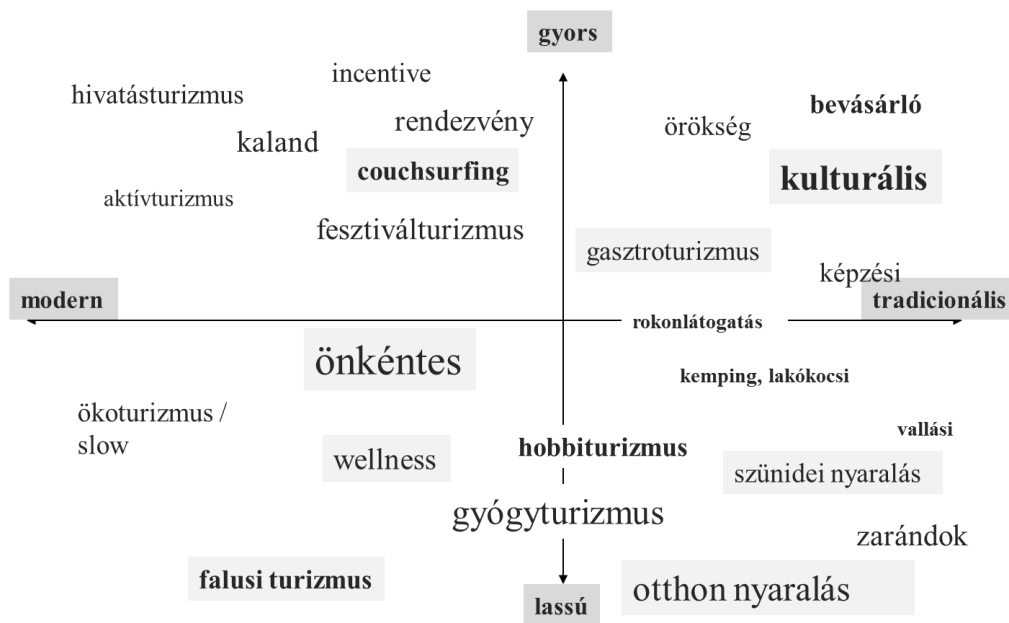 gyors
incentive
hivatásturizmus
bevásárló
rendezvény
örökség
kaland
couchsurfing
kulturális
aktívturizmus
fesztiválturizmus
gasztroturizmus
képzési
modern
tradicionális
rokonlátogatás
önkéntes
kemping, lakókocsi
ökoturizmus /
slow
vallási
hobbiturizmus
wellness
szünidei nyaralás
gyógyturizmus
zarándok
falusi turizmus
otthon nyaralás
lassú